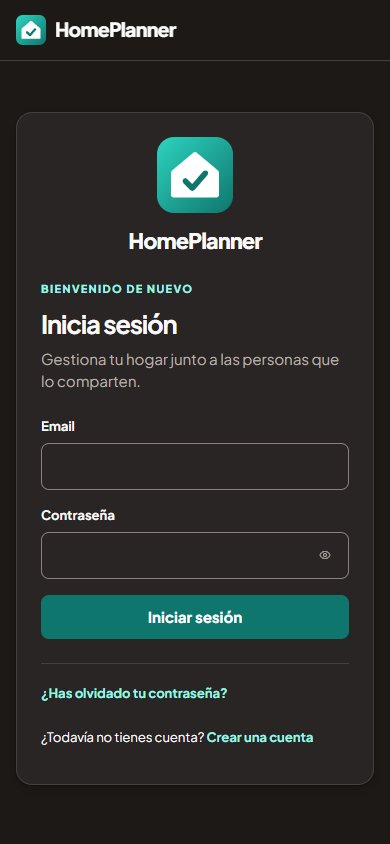 HomePlanner
HomePlanner
BIENVENIDO DE NUEVO
Inicia sesión
Gestiona tu hogar junto a las personas que
lo comparten.
Email
Contraseña
Iniciar sesión
¿Has olvidado tu contraseña?
¿Todavía no tienes cuenta? Crear una cuenta